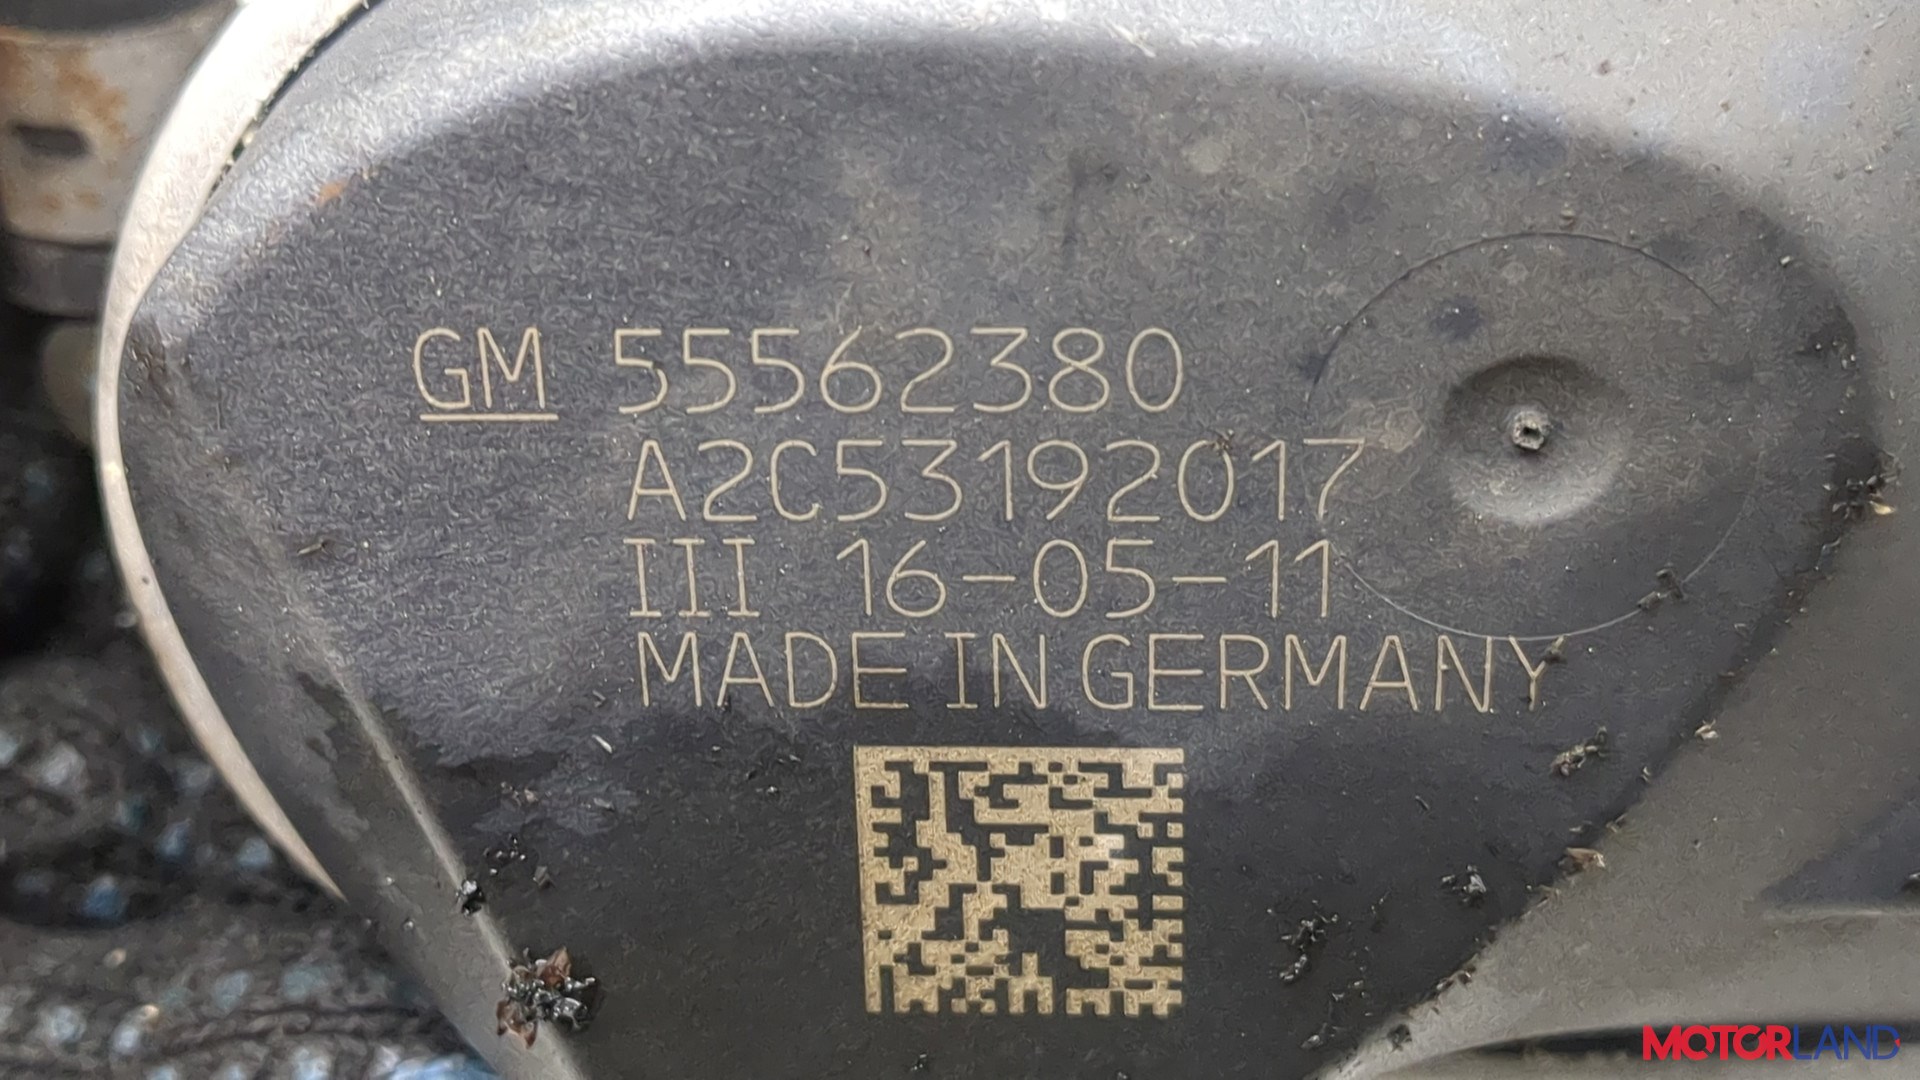 GM 55562380
A2C53192017
III 16-05-11
MADE IN GERMANY
MOTORLAND